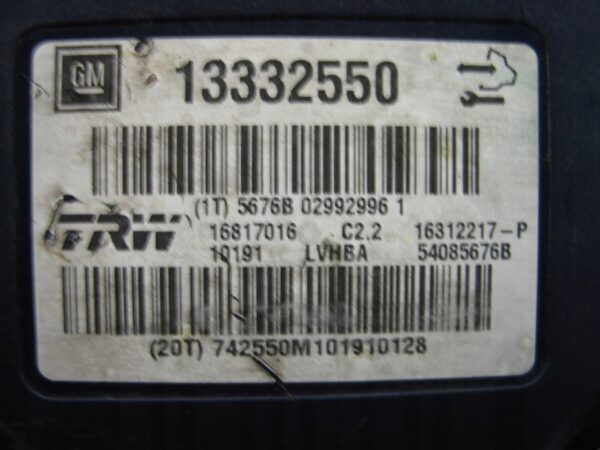 GM 13332550
(1T) 5676B 02992996 1
TRW 16817016 C2.2 16312217-P
10191 LVHBA 54085676B
(20T) 742550M101910128